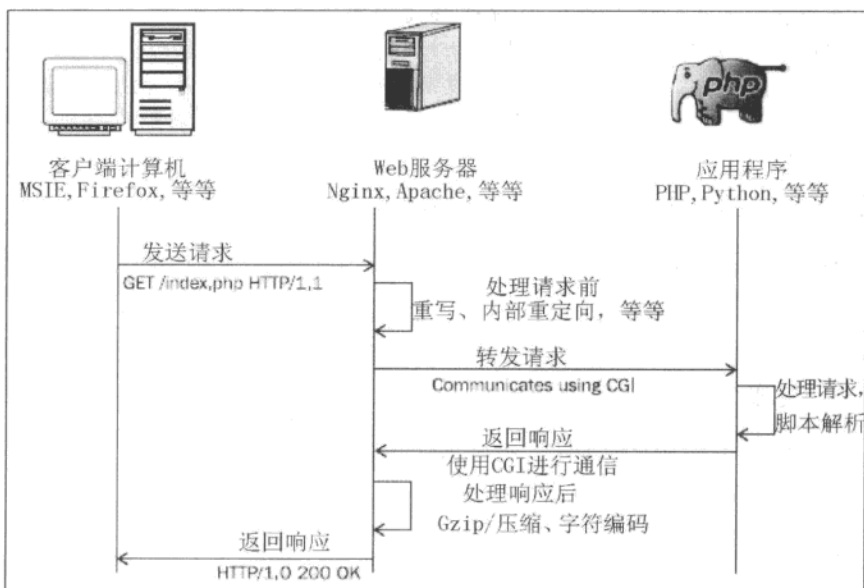 php
客户端计算机
MSIE,Firefox,等等
Web服务器
Nginx,Apache,等等
应用程序
PHP,Python,等等
发送请求
GET /index,php HTTP/1,1
处理请求前
重写、内部重定向，等等
转发请求
Communicates using CGI
处理请求，
脚本解析
返回响应
使用CGI进行通信
处理响应后
Gzip/压缩、字符编码
返回响应
HTTP/1,0 200 OK